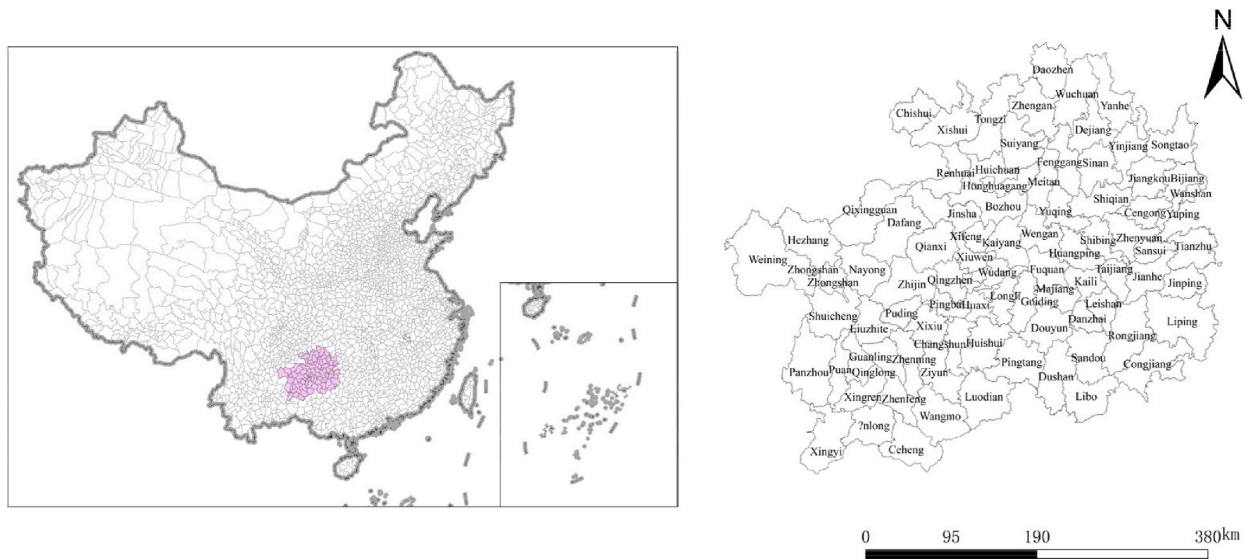 N
Daozhen
Wuchuan
Zhengan
Yanhe
Chishui
Tongzi
Xishui
Dejiang
Suiyang
Yinjiang
Songtao
Fenggang
Sinan
Renhuai
Huichuan
Jiangkou
Bijiang
Honghuagang
Meitan
Wanshan
Shiqian
Bozhou
Qixingguan
Jinsha
Yuqing
Cengong
Yuping
Dafang
Wengan
Hezhang
Xifeng
Kaiyang
Shibing
Zhenyuan
Qianxi
Tianzhu
Huangping
Sansui
Weining
Xiuwen
Zhongshan
Nayong
Wudang
Fuquan
Taijiang
Zhongshan
Zhijin
Qingzhen
Kaili
Jianhe
Jinping
Majiang
Longli
Pingba
Huaxi
Guiding
Leishan
Puding
Shuicheng
Danzhai
Liping
Liuzhite
Xixiu
Douyun
Rongjiang
Changshun
Huishui
Guanling
Zhenning
Sandou
Pingtang
Congjiang
Panzhou
Puan
Qinglong
Ziyun
Dushan
Xingren
Zhenfeng
Luodian
Libo
Wangmo
?nlong
Xingyi
Ceheng
0 95 190 380km